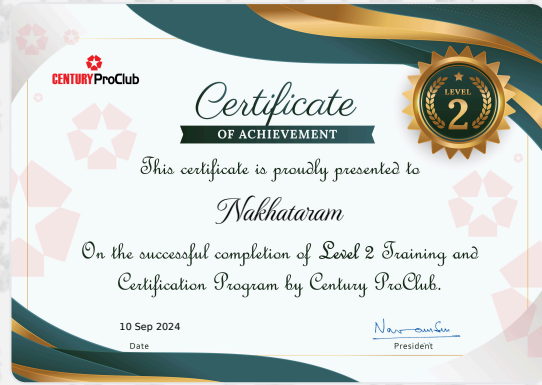 CENTURY ProClub
Certificate
OF ACHIEVEMENT
LEVEL
2
This certificate is proudly presented to
Nakhataram
On the successful completion of Level 2 Training and
Certification Program by Century ProClub.
10 Sep 2024
Date
President